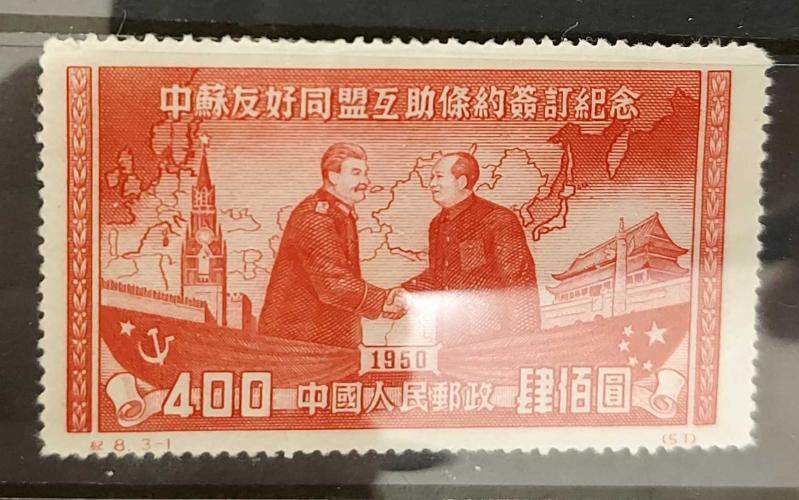 中蘇友好同盟互助條約簽訂紀念
1950
400 中國人民郵政 肆佰圓
紀 8. 3-1 (51)